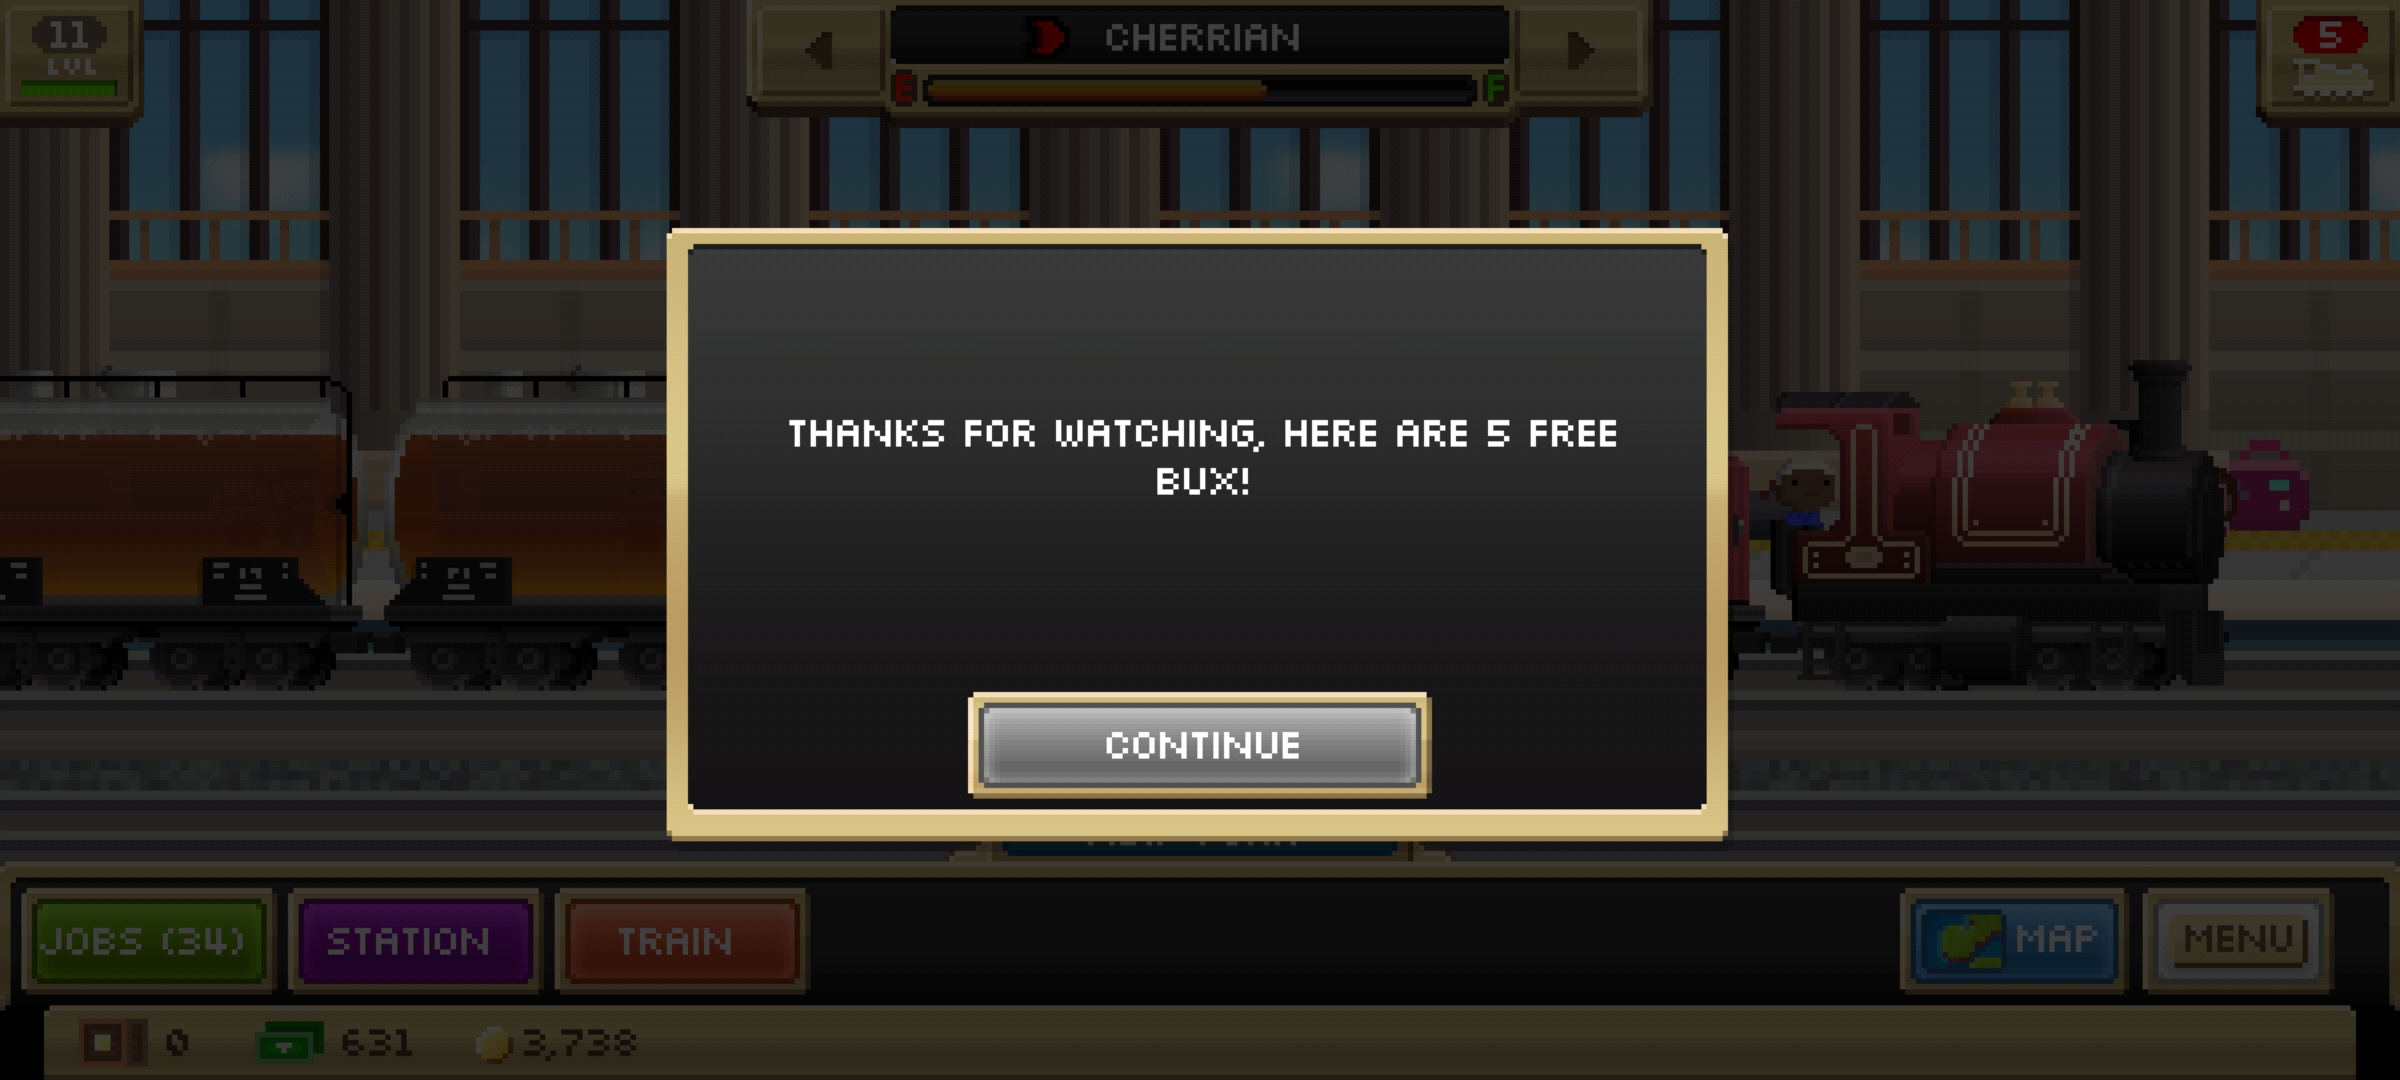 11
LVL
CHERRIAN
E F
5
THANKS FOR WATCHING, HERE ARE 5 FREE
BUX!
CONTINUE
JOBS (34)
STATION
TRAIN
MAP
MENU
0
631
3,738